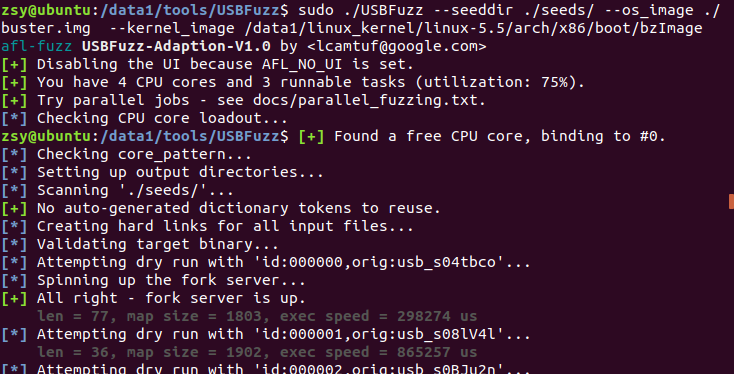 zsy@ubuntu:/data1/tools/USBFuzz$ sudo ./USBFuzz --seeddir ./seeds/ --os_image ./
buster.img  --kernel_image /data1/linux_kernel/linux-5.5/arch/x86/boot/bzImage
afl-fuzz USBFuzz-Adaption-V1.0 by <lcamtuf@google.com>
[+] Disabling the UI because AFL_NO_UI is set.
[+] You have 4 CPU cores and 3 runnable tasks (utilization: 75%).
[+] Try parallel jobs - see docs/parallel_fuzzing.txt.
[*] Checking CPU core loadout...
zsy@ubuntu:/data1/tools/USBFuzz$ [+] Found a free CPU core, binding to #0.
[*] Checking core_pattern...
[*] Setting up output directories...
[*] Scanning './seeds/'...
[+] No auto-generated dictionary tokens to reuse.
[*] Creating hard links for all input files...
[*] Validating target binary...
[*] Attempting dry run with 'id:000000,orig:usb_s04tbco'...
[*] Spinning up the fork server...
[+] All right - fork server is up.
    len = 77, map size = 1803, exec speed = 298274 us
[*] Attempting dry run with 'id:000001,orig:usb_s08lV4l'...
    len = 36, map size = 1902, exec speed = 865257 us
[*] Attempting dry run with 'id:000002,orig:usb_s0BJu2n'...